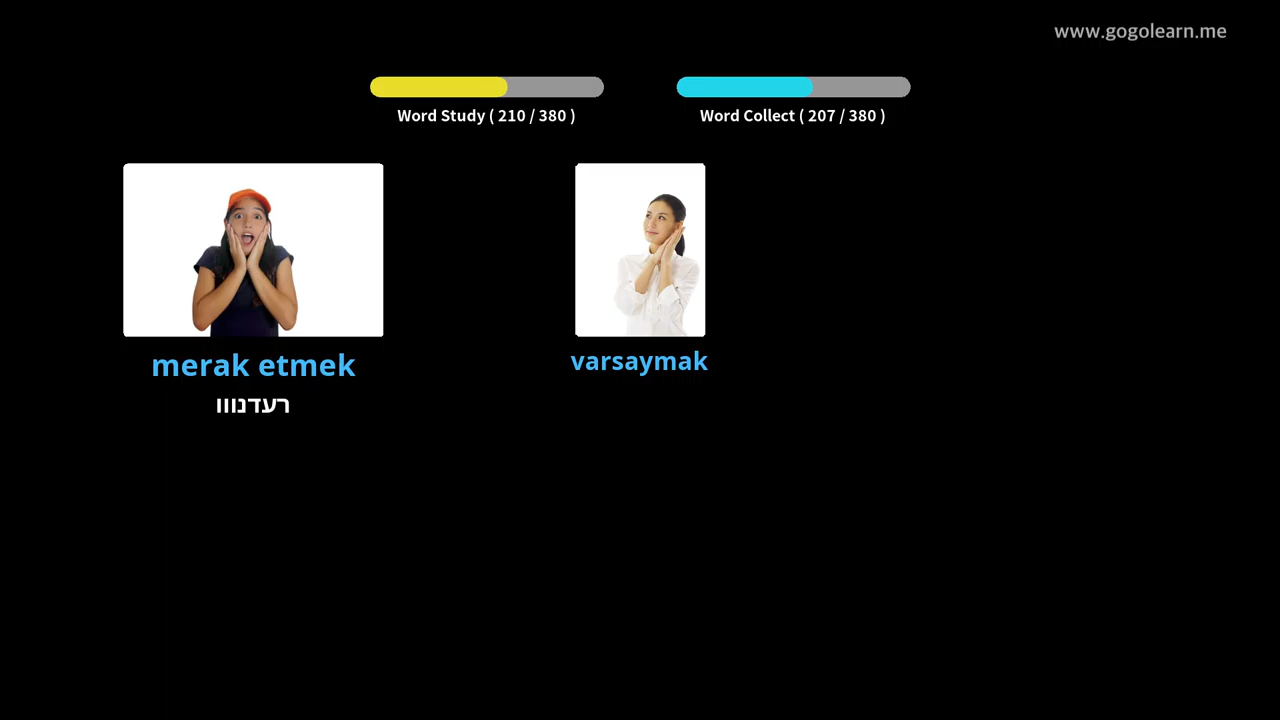 www.gogolearn.me
Word Study ( 210 / 380 )
Word Collect ( 207 / 380 )
merak etmek
רעדנווו
varsaymak